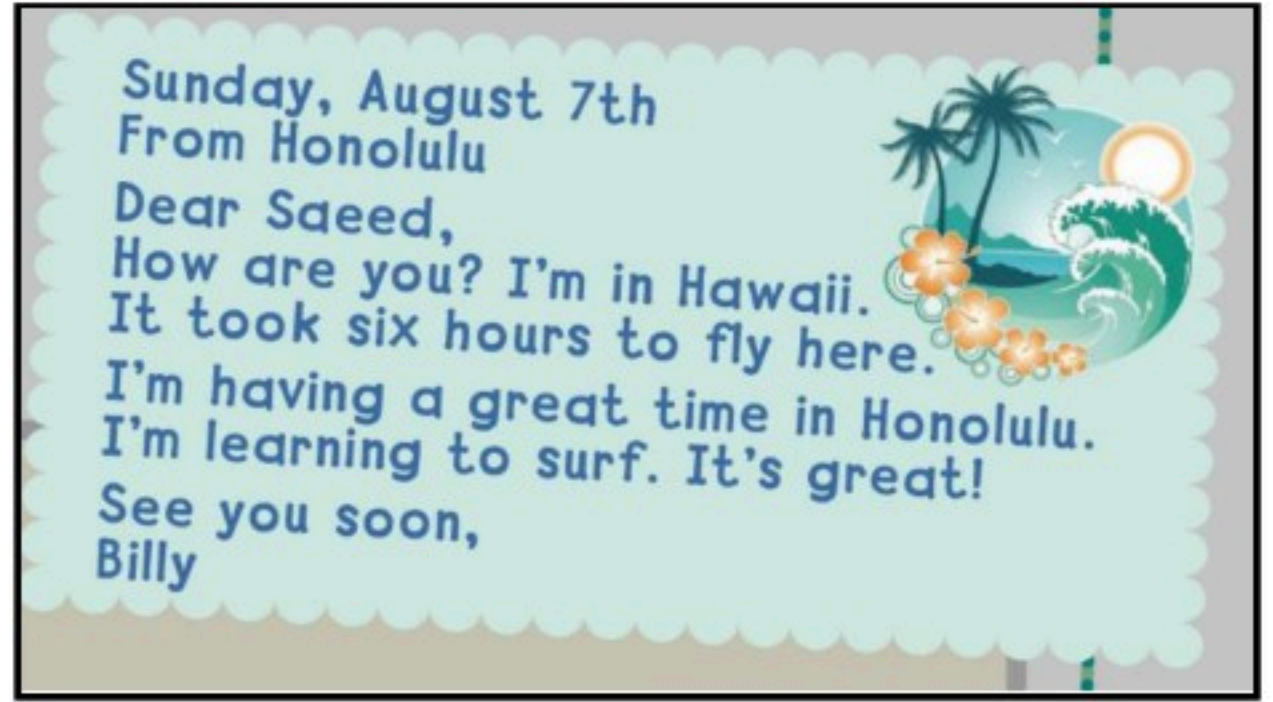 Sunday, August 7th
From Honolulu
Dear Saeed,
How are you? I'm in Hawaii.
It took six hours to fly here.
I'm having a great time in Honolulu.
I'm learning to surf. It's great!
See you soon,
Billy